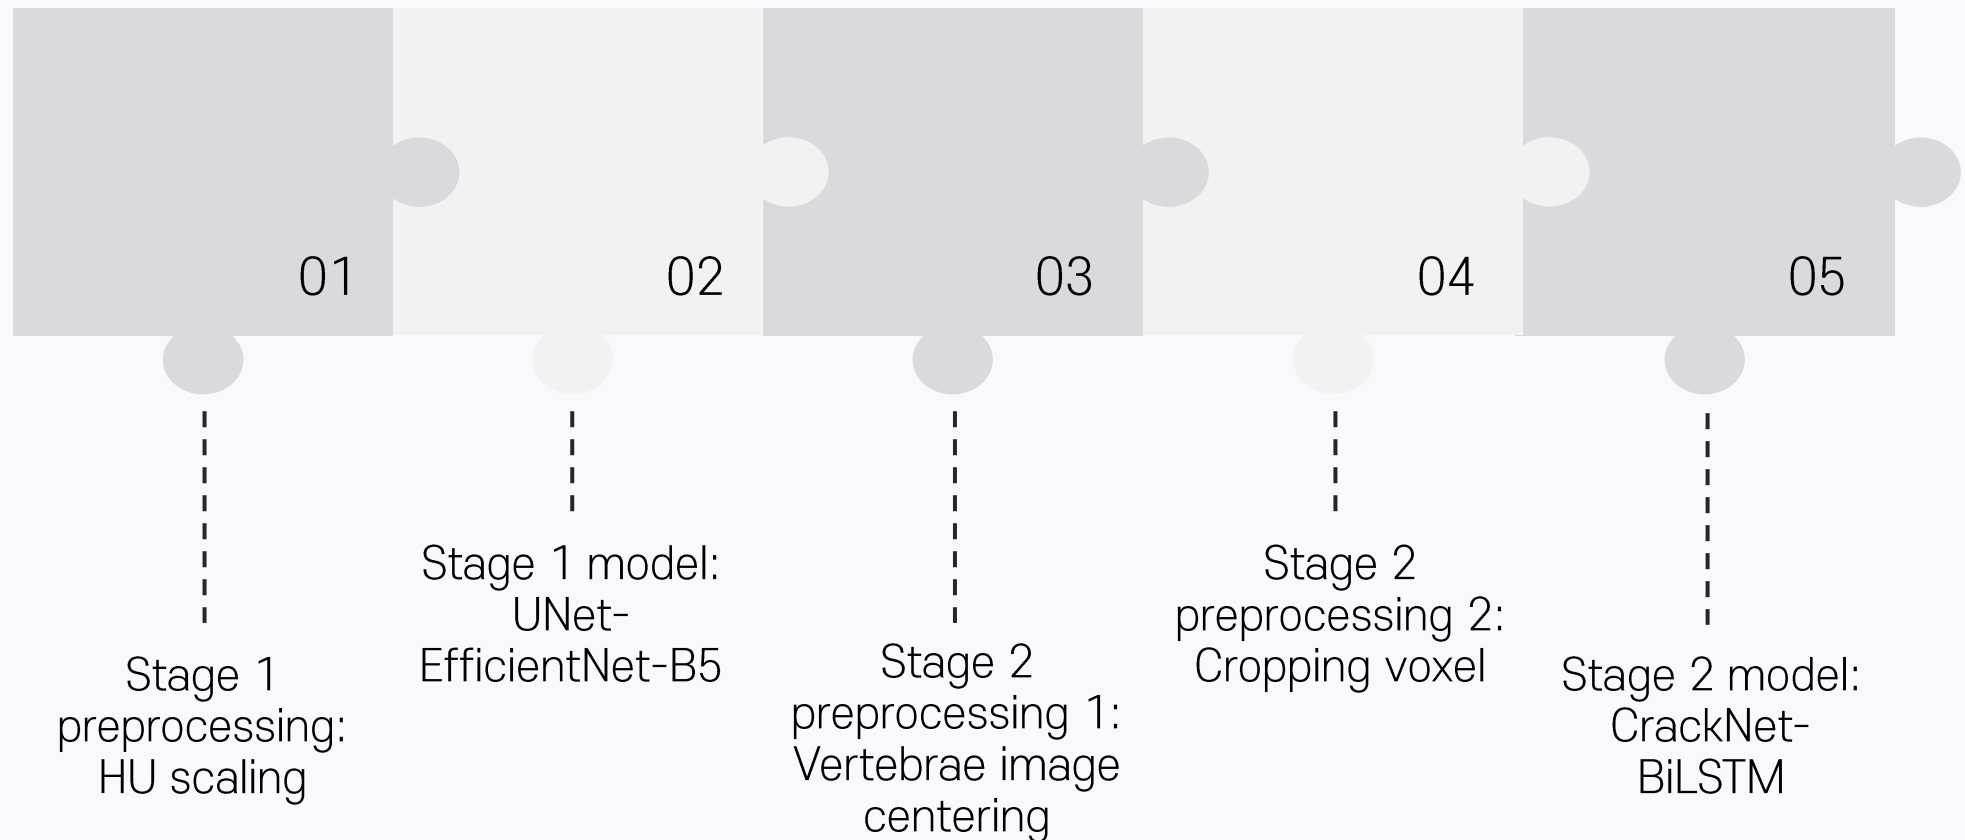 01
02
03
04
05
Stage 1
preprocessing:
HU scaling
Stage 1 model:
UNet-
EfficientNet-B5
Stage 2
preprocessing 1:
Vertebrae image
centering
Stage 2
preprocessing 2:
Cropping voxel
Stage 2 model:
CrackNet-
BiLSTM